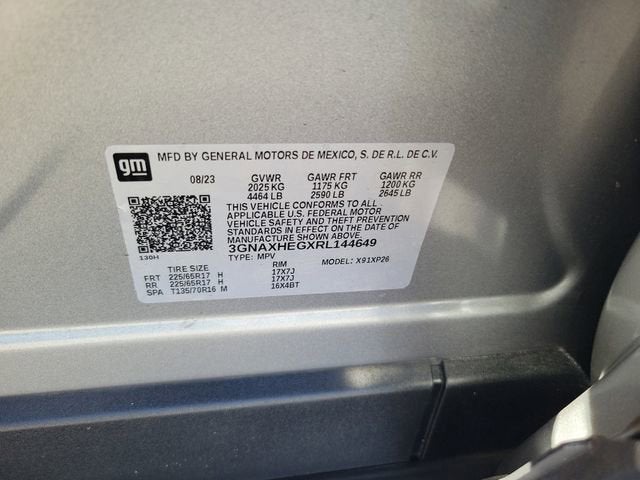 gm
MFD BY GENERAL MOTORS DE MEXICO, S. DE R.L. DE C.V.
08/23 GVWR GAWR FRT GAWR RR
2025 KG 1175 KG 1200 KG
4464 LB 2590 LB 2645 LB
THIS VEHICLE CONFORMS TO ALL
APPLICABLE U.S. FEDERAL MOTOR
VEHICLE SAFETY AND THEFT PREVENTION
STANDARDS IN EFFECT ON THE DATE OF
MANUFACTURE SHOWN ABOVE.
3GNAXHEGXRL144649
130H TYPE: MPV MODEL: X91XP26
TIRE SIZE RIM
FRT 225/65R17 H 17X7J
RR 225/65R17 H 17X7J
SPA T135/70R16 M 16X4BT